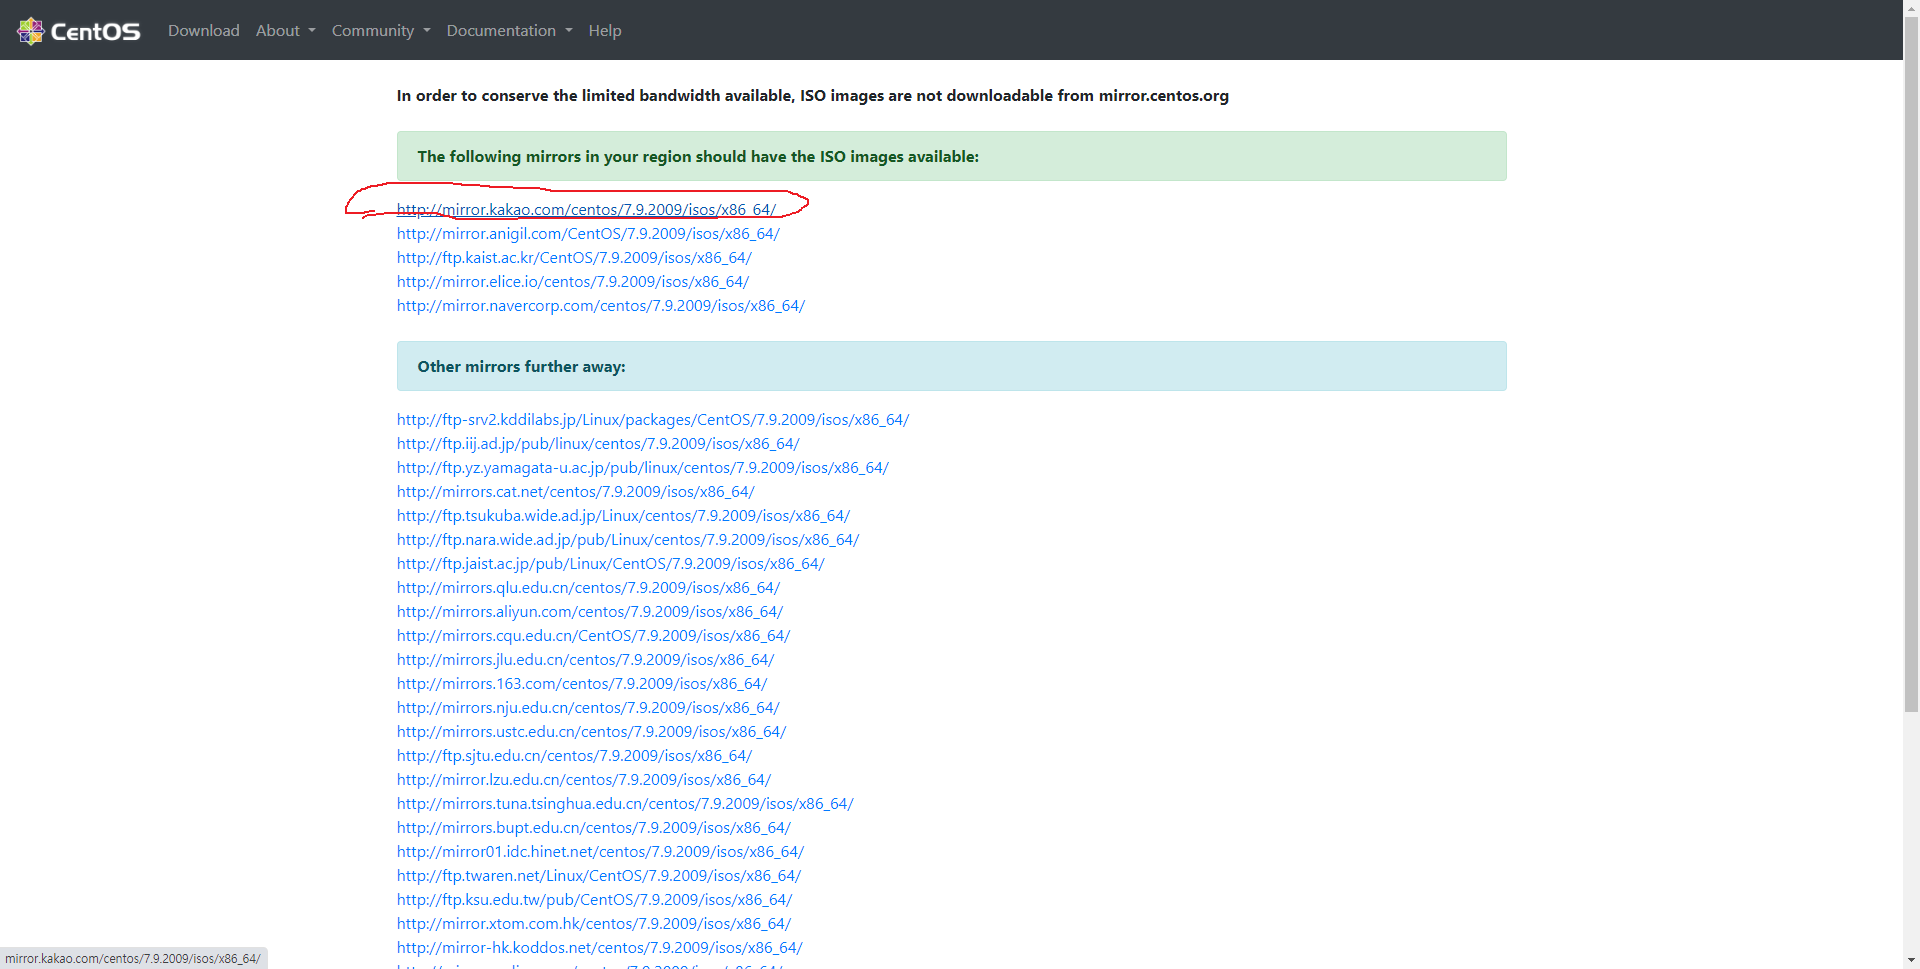 CentOS Download About Community Documentation Help
In order to conserve the limited bandwidth available, ISO images are not downloadable from mirror.centos.org
The following mirrors in your region should have the ISO images available:
http://mirror.kakao.com/centos/7.9.2009/isos/x86_64/
http://mirror.anigil.com/CentOS/7.9.2009/isos/x86_64/
http://ftp.kaist.ac.kr/CentOS/7.9.2009/isos/x86_64/
http://mirror.elice.io/centos/7.9.2009/isos/x86_64/
http://mirror.navercorp.com/centos/7.9.2009/isos/x86_64/
Other mirrors further away:
http://ftp-srv2.kddilabs.jp/Linux/packages/CentOS/7.9.2009/isos/x86_64/
http://ftp.iij.ad.jp/pub/linux/centos/7.9.2009/isos/x86_64/
http://ftp.yz.yamagata-u.ac.jp/pub/linux/centos/7.9.2009/isos/x86_64/
http://mirrors.cat.net/centos/7.9.2009/isos/x86_64/
http://ftp.tsukuba.wide.ad.jp/Linux/centos/7.9.2009/isos/x86_64/
http://ftp.nara.wide.ad.jp/pub/Linux/centos/7.9.2009/isos/x86_64/
http://ftp.jaist.ac.jp/pub/Linux/CentOS/7.9.2009/isos/x86_64/
http://mirrors.qlu.edu.cn/centos/7.9.2009/isos/x86_64/
http://mirrors.aliyun.com/centos/7.9.2009/isos/x86_64/
http://mirrors.cqu.edu.cn/CentOS/7.9.2009/isos/x86_64/
http://mirrors.jlu.edu.cn/centos/7.9.2009/isos/x86_64/
http://mirrors.163.com/centos/7.9.2009/isos/x86_64/
http://mirrors.nju.edu.cn/centos/7.9.2009/isos/x86_64/
http://mirrors.ustc.edu.cn/centos/7.9.2009/isos/x86_64/
http://ftp.sjtu.edu.cn/centos/7.9.2009/isos/x86_64/
http://mirror.lzu.edu.cn/centos/7.9.2009/isos/x86_64/
http://mirrors.tuna.tsinghua.edu.cn/centos/7.9.2009/isos/x86_64/
http://mirrors.bupt.edu.cn/centos/7.9.2009/isos/x86_64/
http://mirror01.idc.hinet.net/centos/7.9.2009/isos/x86_64/
http://ftp.twaren.net/Linux/CentOS/7.9.2009/isos/x86_64/
http://ftp.ksu.edu.tw/pub/CentOS/7.9.2009/isos/x86_64/
http://mirror.xtom.com.hk/centos/7.9.2009/isos/x86_64/
http://mirror-hk.koddos.net/centos/7.9.2009/isos/x86_64/
mirror.kakao.com/centos/7.9.2009/isos/x86_64/